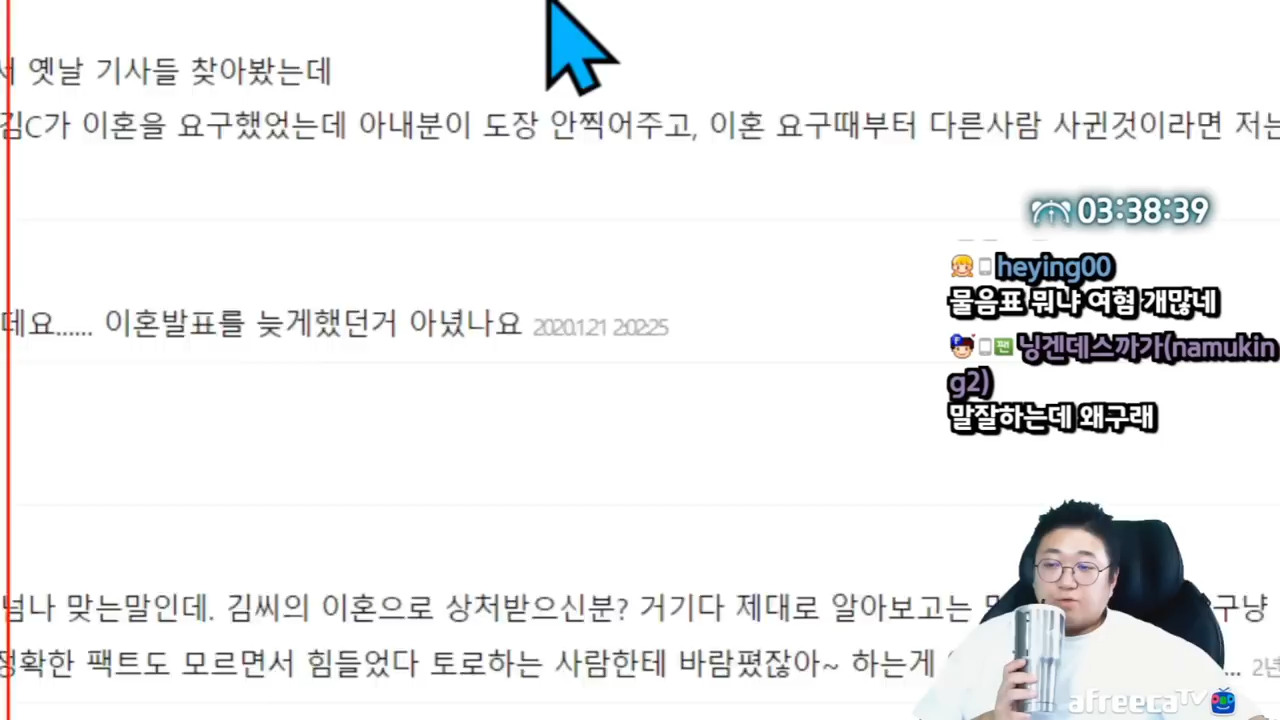 서 옛날 기사들 찾아봤는데
김C가 이혼을 요구했었는데 아내분이 도장 안찍어주고, 이혼 요구때부터 다른사람 사귄것이라면 저는
03:38:39
heying00
물음표 뭐냐 여혐 개많네
데요...... 이혼발표를 늦게했던거 아녔나요 2020.1.21 2:02:25
팬 닝겐데스까가(namukin
g2)
말잘하는데 왜구래
넘나 맞는말인데. 김씨의 이혼으로 상처받으신분? 거기다 제대로 알아보고는
정확한 팩트도 모르면서 힘들었다 토로하는 사람한테 바람폈잖아~ 하는게
afreecaTV